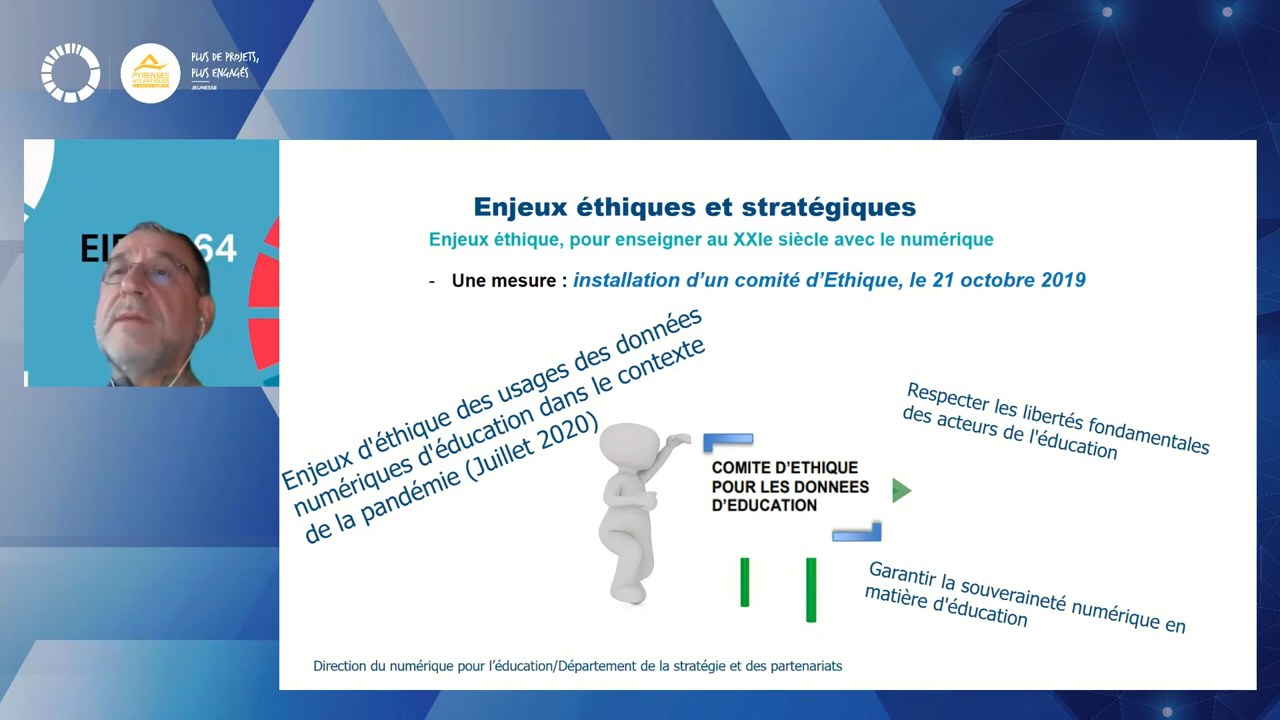 PLUS DE PROJETS,
PLUS ENGAGÉS
JEUNESSE
PYRÉNÉES
ATLANTIQUES
64
Enjeux éthiques et stratégiques
Enjeux éthique, pour enseigner au XXIe siècle avec le numérique
- Une mesure : installation d’un comité d’Ethique, le 21 octobre 2019
Enjeux d'éthique des usages des données
numériques d'éducation dans le contexte
de la pandémie (Juillet 2020)
COMITE D’ETHIQUE
POUR LES DONNEES
D’EDUCATION
Respecter les libertés fondamentales
des acteurs de l'éducation
Garantir la souveraineté numérique en
matière d'éducation
Direction du numérique pour l’éducation/Département de la stratégie et des partenariats